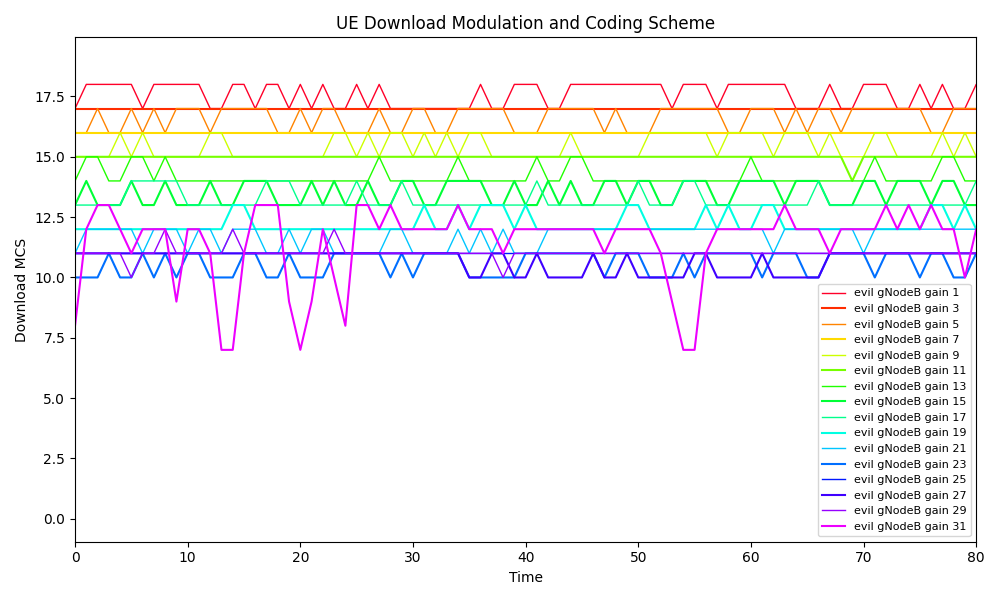 UE Download Modulation and Coding Scheme
Download MCS
17.5
15.0
12.5
10.0
7.5
5.0
2.5
0.0
evil gNodeB gain 1
evil gNodeB gain 3
evil gNodeB gain 5
evil gNodeB gain 7
evil gNodeB gain 9
evil gNodeB gain 11
evil gNodeB gain 13
evil gNodeB gain 15
evil gNodeB gain 17
evil gNodeB gain 19
evil gNodeB gain 21
evil gNodeB gain 23
evil gNodeB gain 25
evil gNodeB gain 27
evil gNodeB gain 29
evil gNodeB gain 31
0 10 20 30 40 50 60 70 80
Time